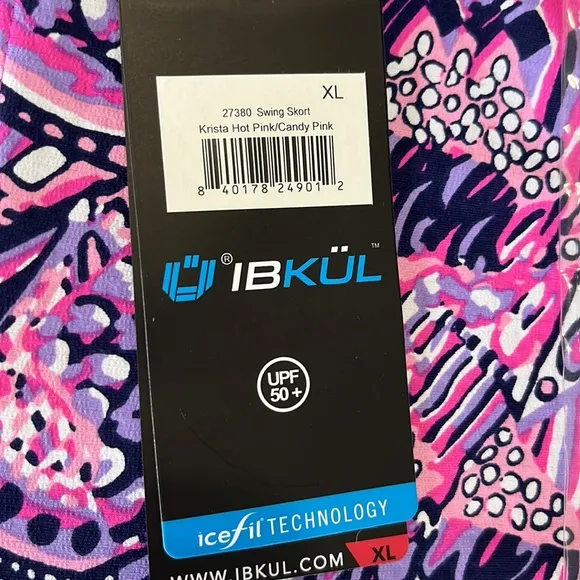 XL
27380 Swing Skort
Krista Hot Pink/Candy Pink
8 40178 24901 2
® IBKÜL™
UPF
50+
icefil TECHNOLOGY
WWW.IBKUL.COM
XL